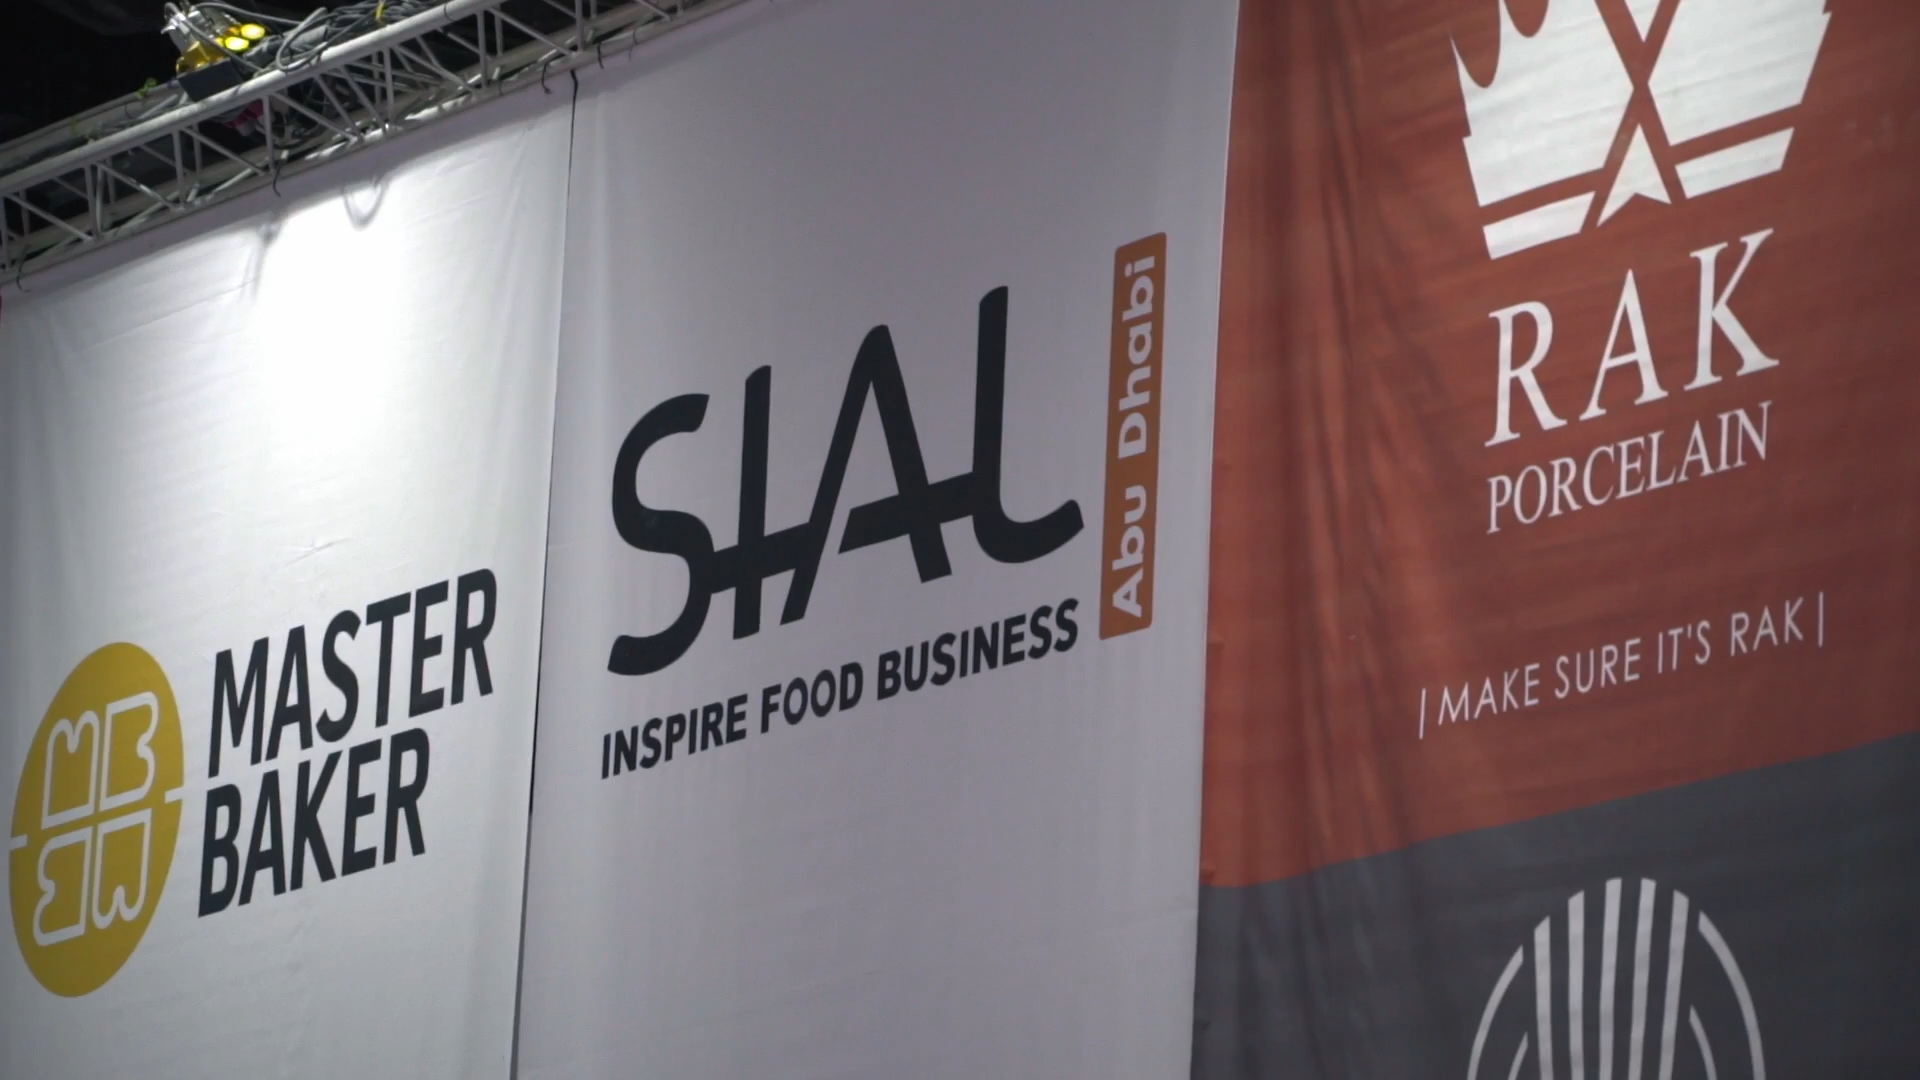 MASTER
BAKER
SIAL
Abu Dhabi
INSPIRE FOOD BUSINESS
RAK
PORCELAIN
| MAKE SURE IT'S RAK |